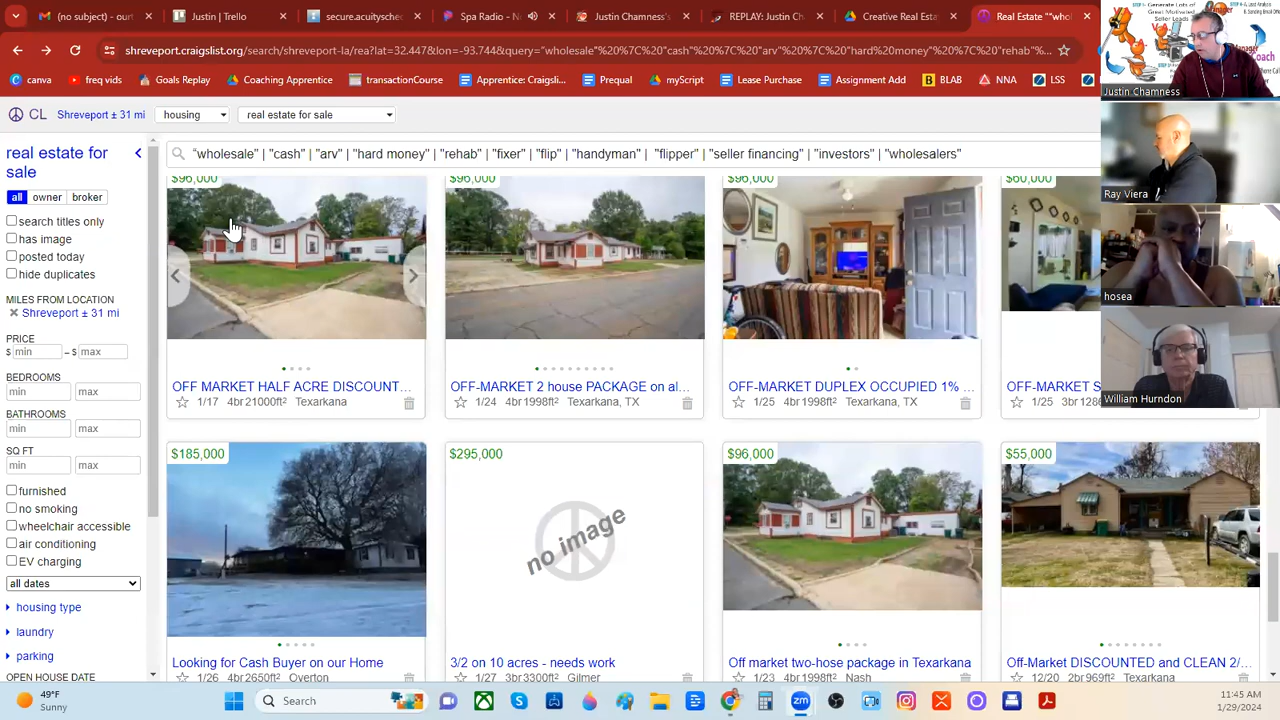 (no subject) - ourt
Justin | Trello
secure.acuitysche
Justin Chamness's
REPLAY: Justin Ch
Creative Real Esta
Real Estate ""who
shreveport.craigslist.org/search/shreveport-la/rea?lat=32.447&lon=-93.744&query="wholesale"%20%7C%20"cash"%20%7C%20"arv"%20%7C%20"hard%20money"%20%7C%20"rehab"%...
canva
freq vids
Goals Replay
Coaching Apprentice
transactionCoordi...
Apprentice: Craigsli...
Prequal
myScript
Lease Purchase
Assignment/Add
BLAB
NNA
LSS
CL
Shreveport ± 31 mi
housing
real estate for sale
real estate for sale
all owner broker
search titles only
has image
posted today
hide duplicates
MILES FROM LOCATION
Shreveport ± 31 mi
PRICE
$ min – $ max
BEDROOMS
min max
BATHROOMS
min max
SQ FT
min max
furnished
no smoking
wheelchair accessible
air conditioning
EV charging
all dates
housing type
laundry
parking
OPEN HOUSE DATE
"wholesale" | "cash" | "arv" | "hard money" | "rehab" | "fixer" | "flip" | "handyman" | "flipper" | "seller financing" | "investors" | "wholesalers"
$96,000
$96,000
$96,000
$60,000
OFF MARKET HALF ACRE DISCOUNT...
1/17 4br 21000ft² Texarkana
OFF-MARKET 2 house PACKAGE on al...
1/24 4br 1998ft² Texarkana, TX
OFF-MARKET DUPLEX OCCUPIED 1% ...
1/25 4br 1998ft² Texarkana, TX
OFF-MARKET S
1/25
$185,000
$295,000
no image
$96,000
$55,000
Looking for Cash Buyer on our Home
1/26 4br 2650ft² Overton
3/2 on 10 acres - needs work
1/27 Gilmer
Off market two-hose package in Texarkana
1/23 4br 1998ft² Nash
Off-Market DISCOUNTED and CLEAN 2/...
12/20 2br 969ft² Texarkana
Justin Chamness
Ray Viera
hosea
William Hurndon
49°F
Sunny
Search
11:45 AM
1/29/2024